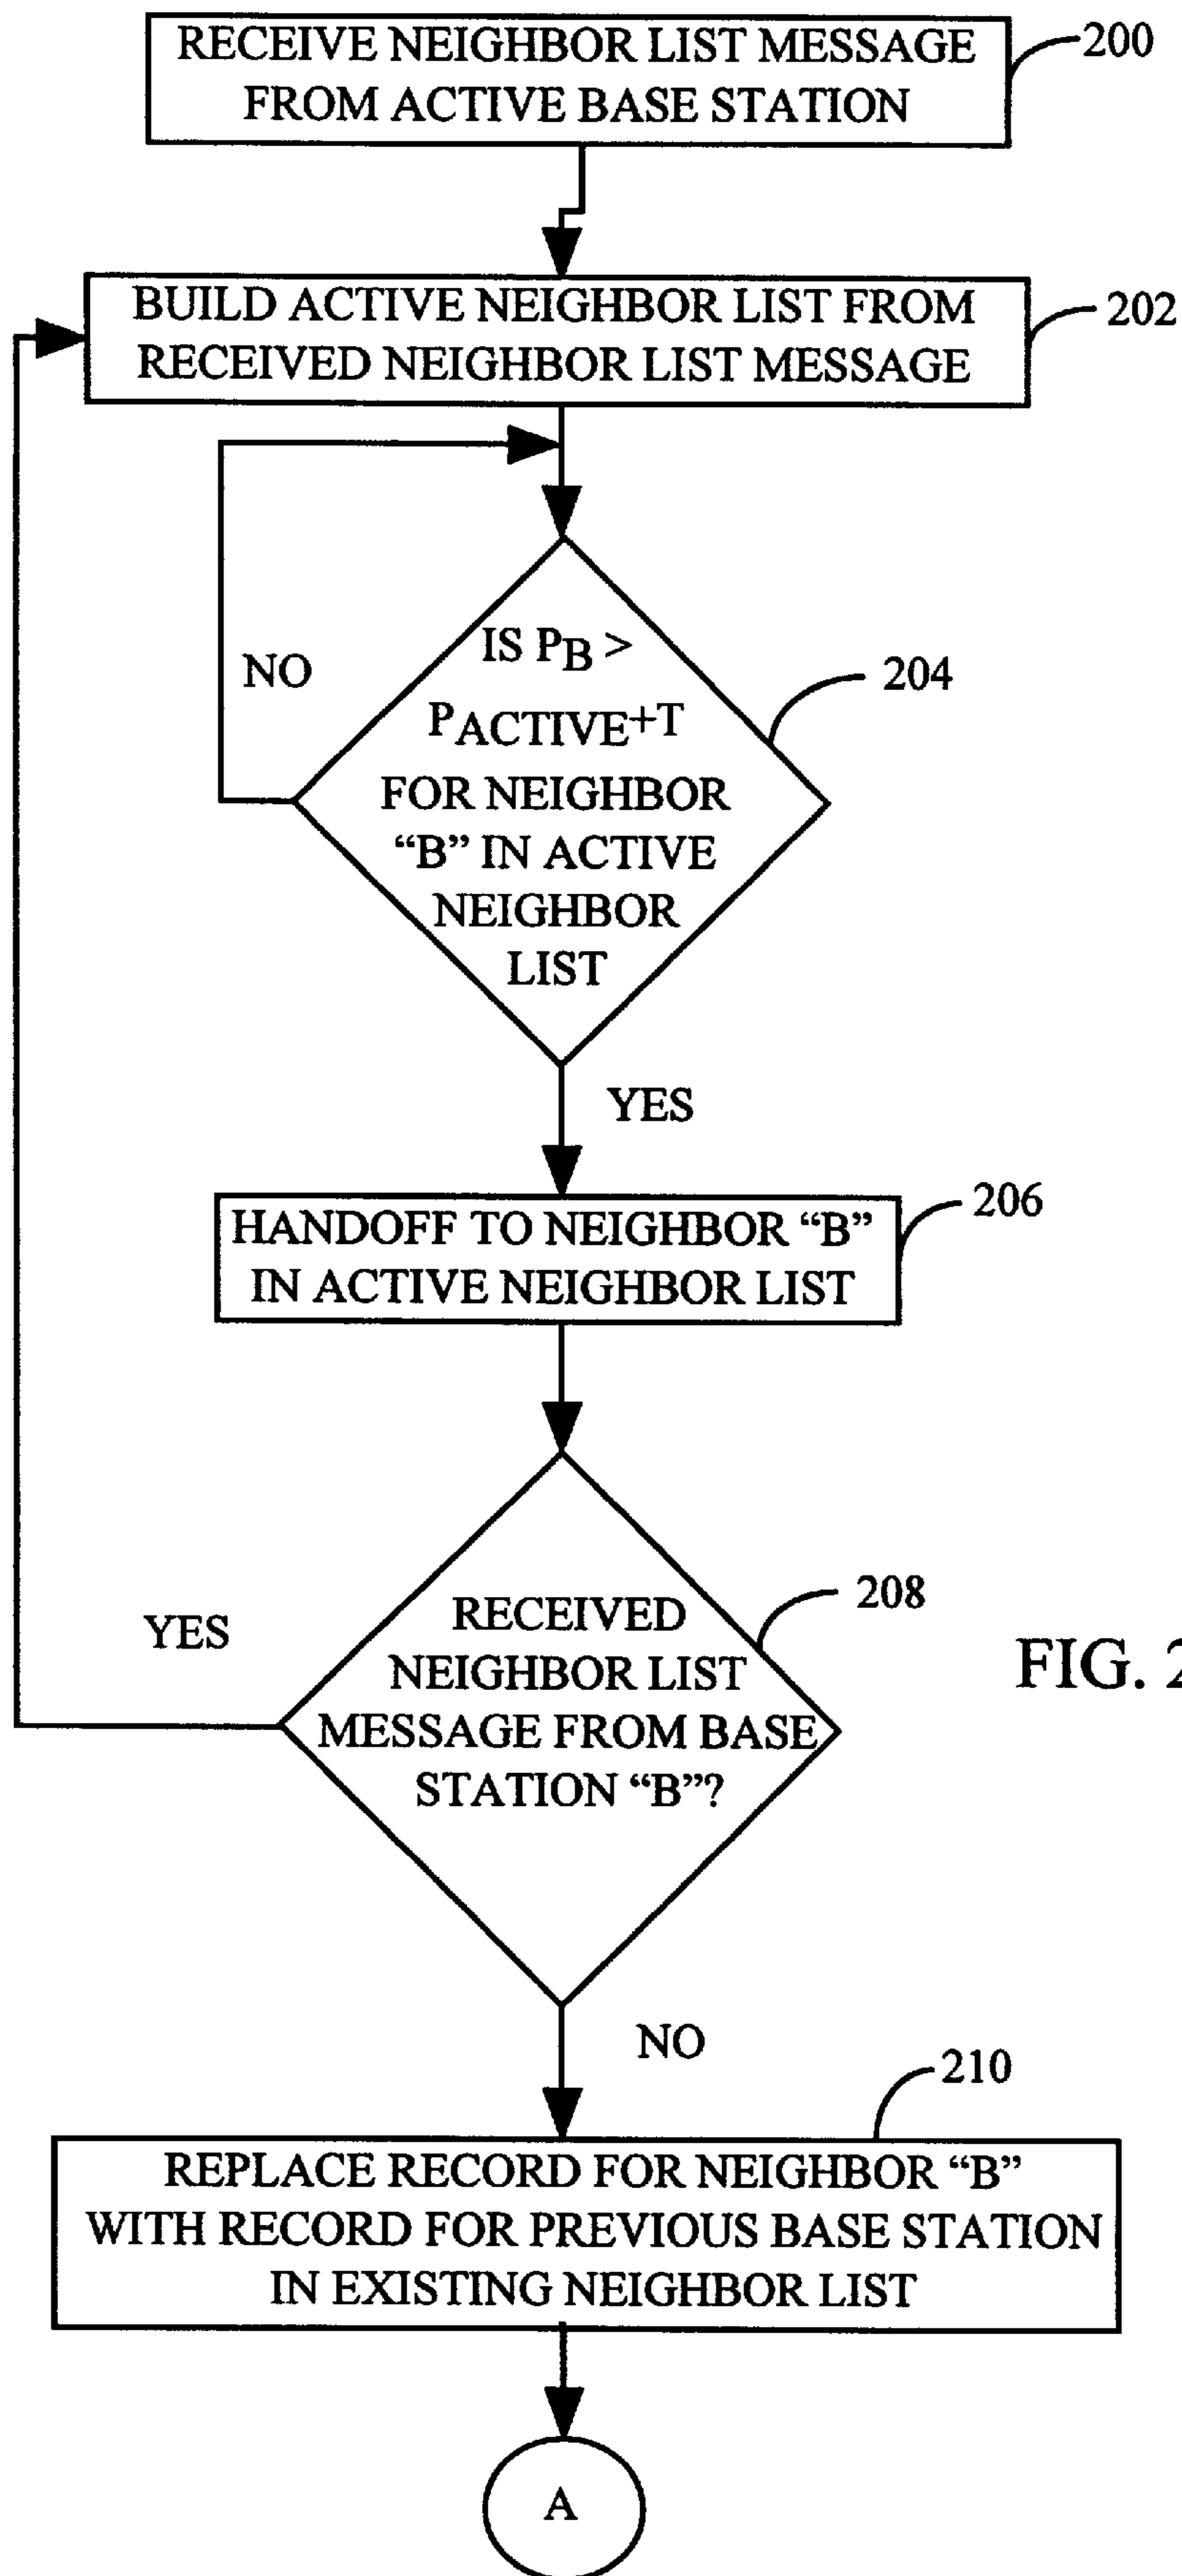 RECEIVE NEIGHBOR LIST MESSAGE
FROM ACTIVE BASE STATION
200
BUILD ACTIVE NEIGHBOR LIST FROM
RECEIVED NEIGHBOR LIST MESSAGE
202
IS PB >
PACTIVE+T
FOR NEIGHBOR
“B” IN ACTIVE
NEIGHBOR
LIST
NO
204
YES
HANDOFF TO NEIGHBOR “B”
IN ACTIVE NEIGHBOR LIST
206
RECEIVED
NEIGHBOR LIST
MESSAGE FROM BASE
STATION “B”?
208
YES
FIG. 2
NO
210
REPLACE RECORD FOR NEIGHBOR “B”
WITH RECORD FOR PREVIOUS BASE STATION
IN EXISTING NEIGHBOR LIST
A